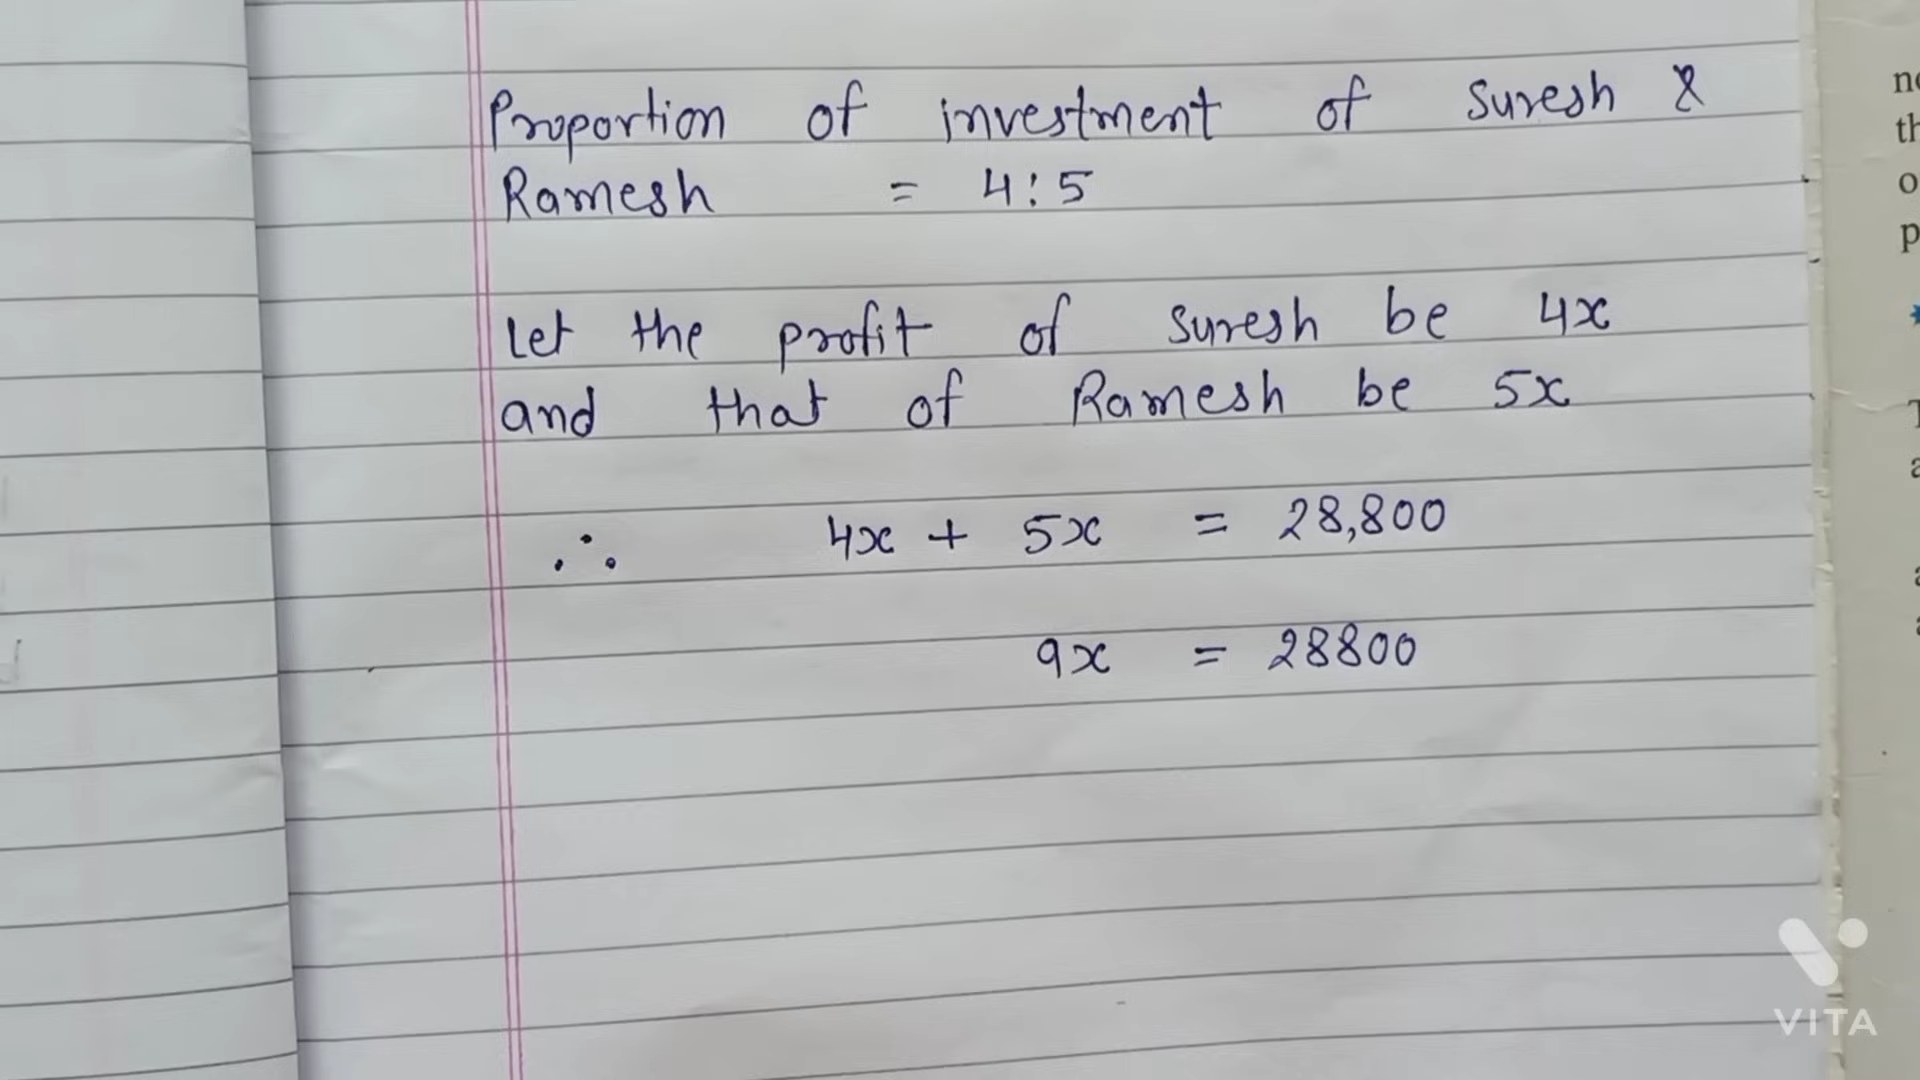 Proportion of investment of Suresh &
Ramesh = 4:5
Let the profit of Suresh be 4x
and that of Ramesh be 5x
∴ 4x + 5x = 28,800
9x = 28800
VITA